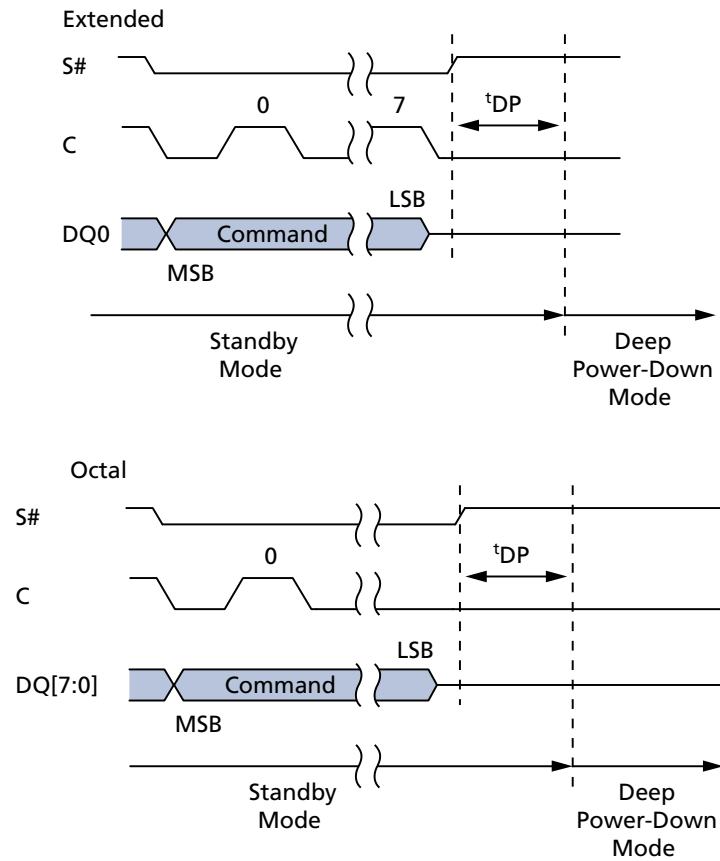 Extended
S#
0 7
ᵗDP
C
LSB
DQ0 Command
MSB
Standby
Mode
Deep
Power-Down
Mode
Octal
S#
0
ᵗDP
C
LSB
DQ[7:0] Command
MSB
Standby
Mode
Deep
Power-Down
Mode